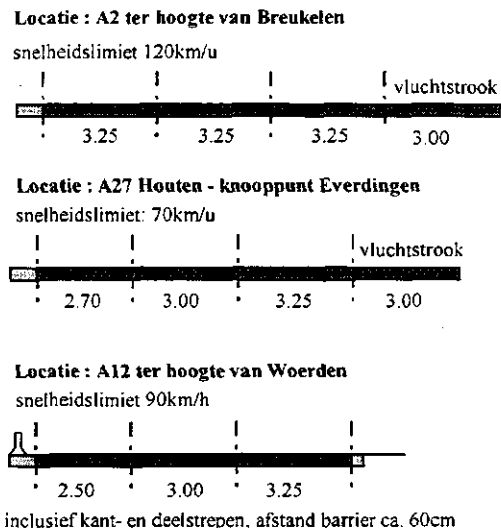 Locatie : A2 ter hoogte van Breukelen
snelheidslimiet 120km/u
vluchtstrook
3.25 3.25 3.25 3.00
Locatie : A27 Houten - knooppunt Everdingen
snelheidslimiet: 70km/u
vluchtstrook
2.70 3.00 3.25 3.00
Locatie : A12 ter hoogte van Woerden
snelheidslimiet 90km/h
2.50 3.00 3.25
inclusief kant- en deelstrepen, afstand barrier ca. 60cm